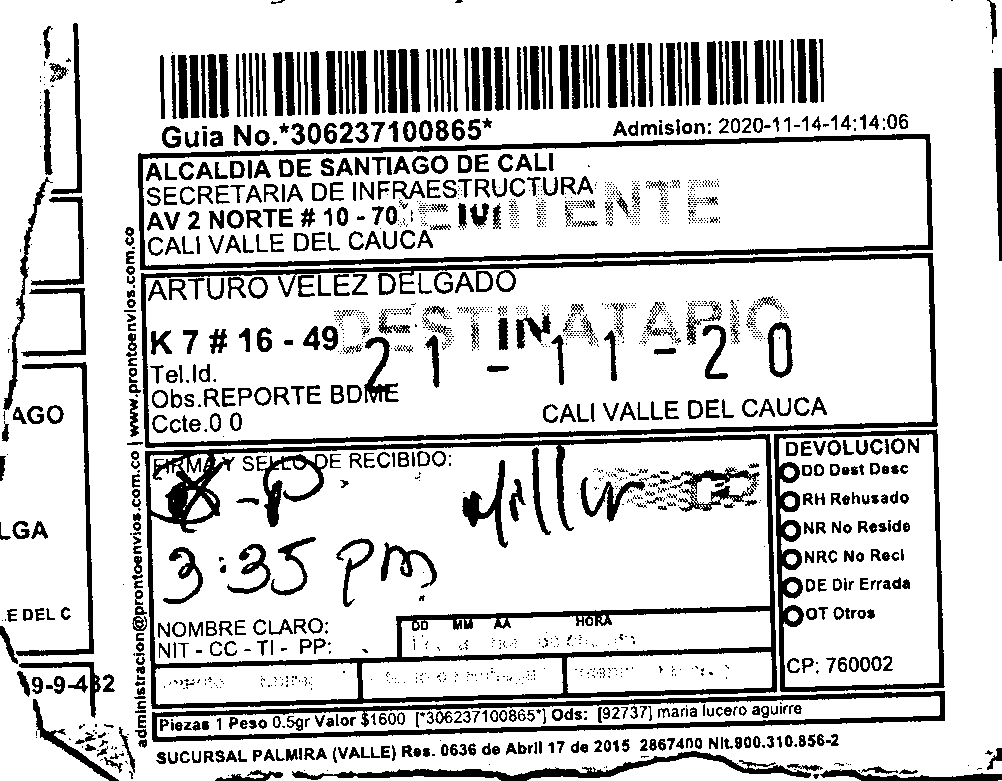 Guia No.*306237100865*
Admision: 2020-11-14-14:14:06
ALCALDIA DE SANTIAGO DE CALI
SECRETARIA DE INFRAESTRUCTURA
AV 2 NORTE # 10 - 70
CALI VALLE DEL CAUCA
ARTURO VELEZ DELGADO
DESTINATARIO
K 7 # 16 - 49
21-11-20
Tel.Id.
Obs.REPORTE BDME
Ccte.0 0
CALI VALLE DEL CAUCA
administracion@prontoenvios.com.co | www.prontoenvios.com.co
FIRMA Y SELLO DE RECIBIDO:
3:35 pm
NOMBRE CLARO:
NIT - CC - TI - PP:
DD MM AA HORA
DEVOLUCION
DD Dest Desc
RH Rehusado
NR No Reside
NRC No Recl
DE Dir Errada
OT Otros
CP: 760002
Piezas 1 Peso 0.5gr Valor $1600 [*306237100865*] Ods: [92737] maria lucero aguirre
SUCURSAL PALMIRA (VALLE) Res. 0636 de Abril 17 de 2015 2867400 Nit.900.310.856-2
AGO
LGA
E DEL C